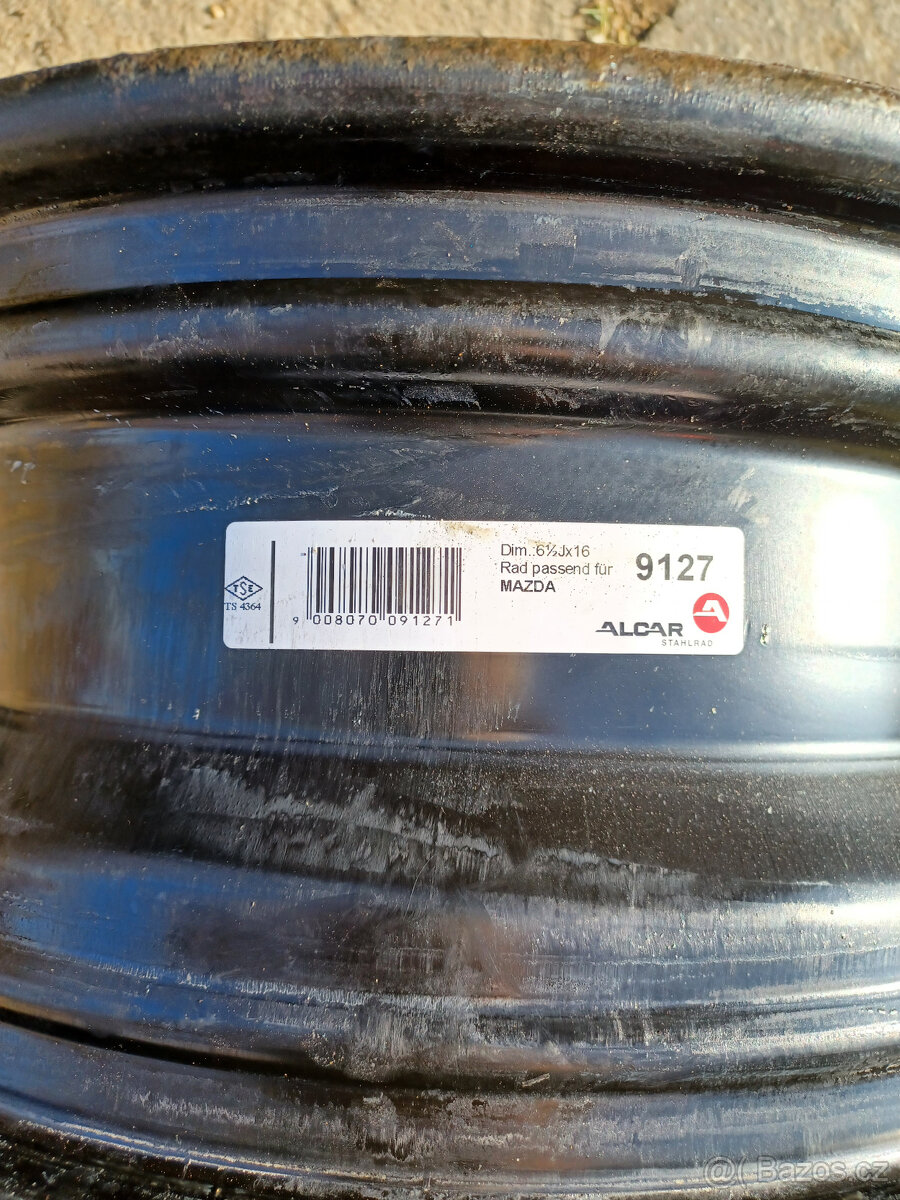 TSE
TS 4364
9 008070 091271
Dim.:6½Jx16
Rad passend für
MAZDA
9127
ALCAR
STAHLRAD
@( Bazos.cz